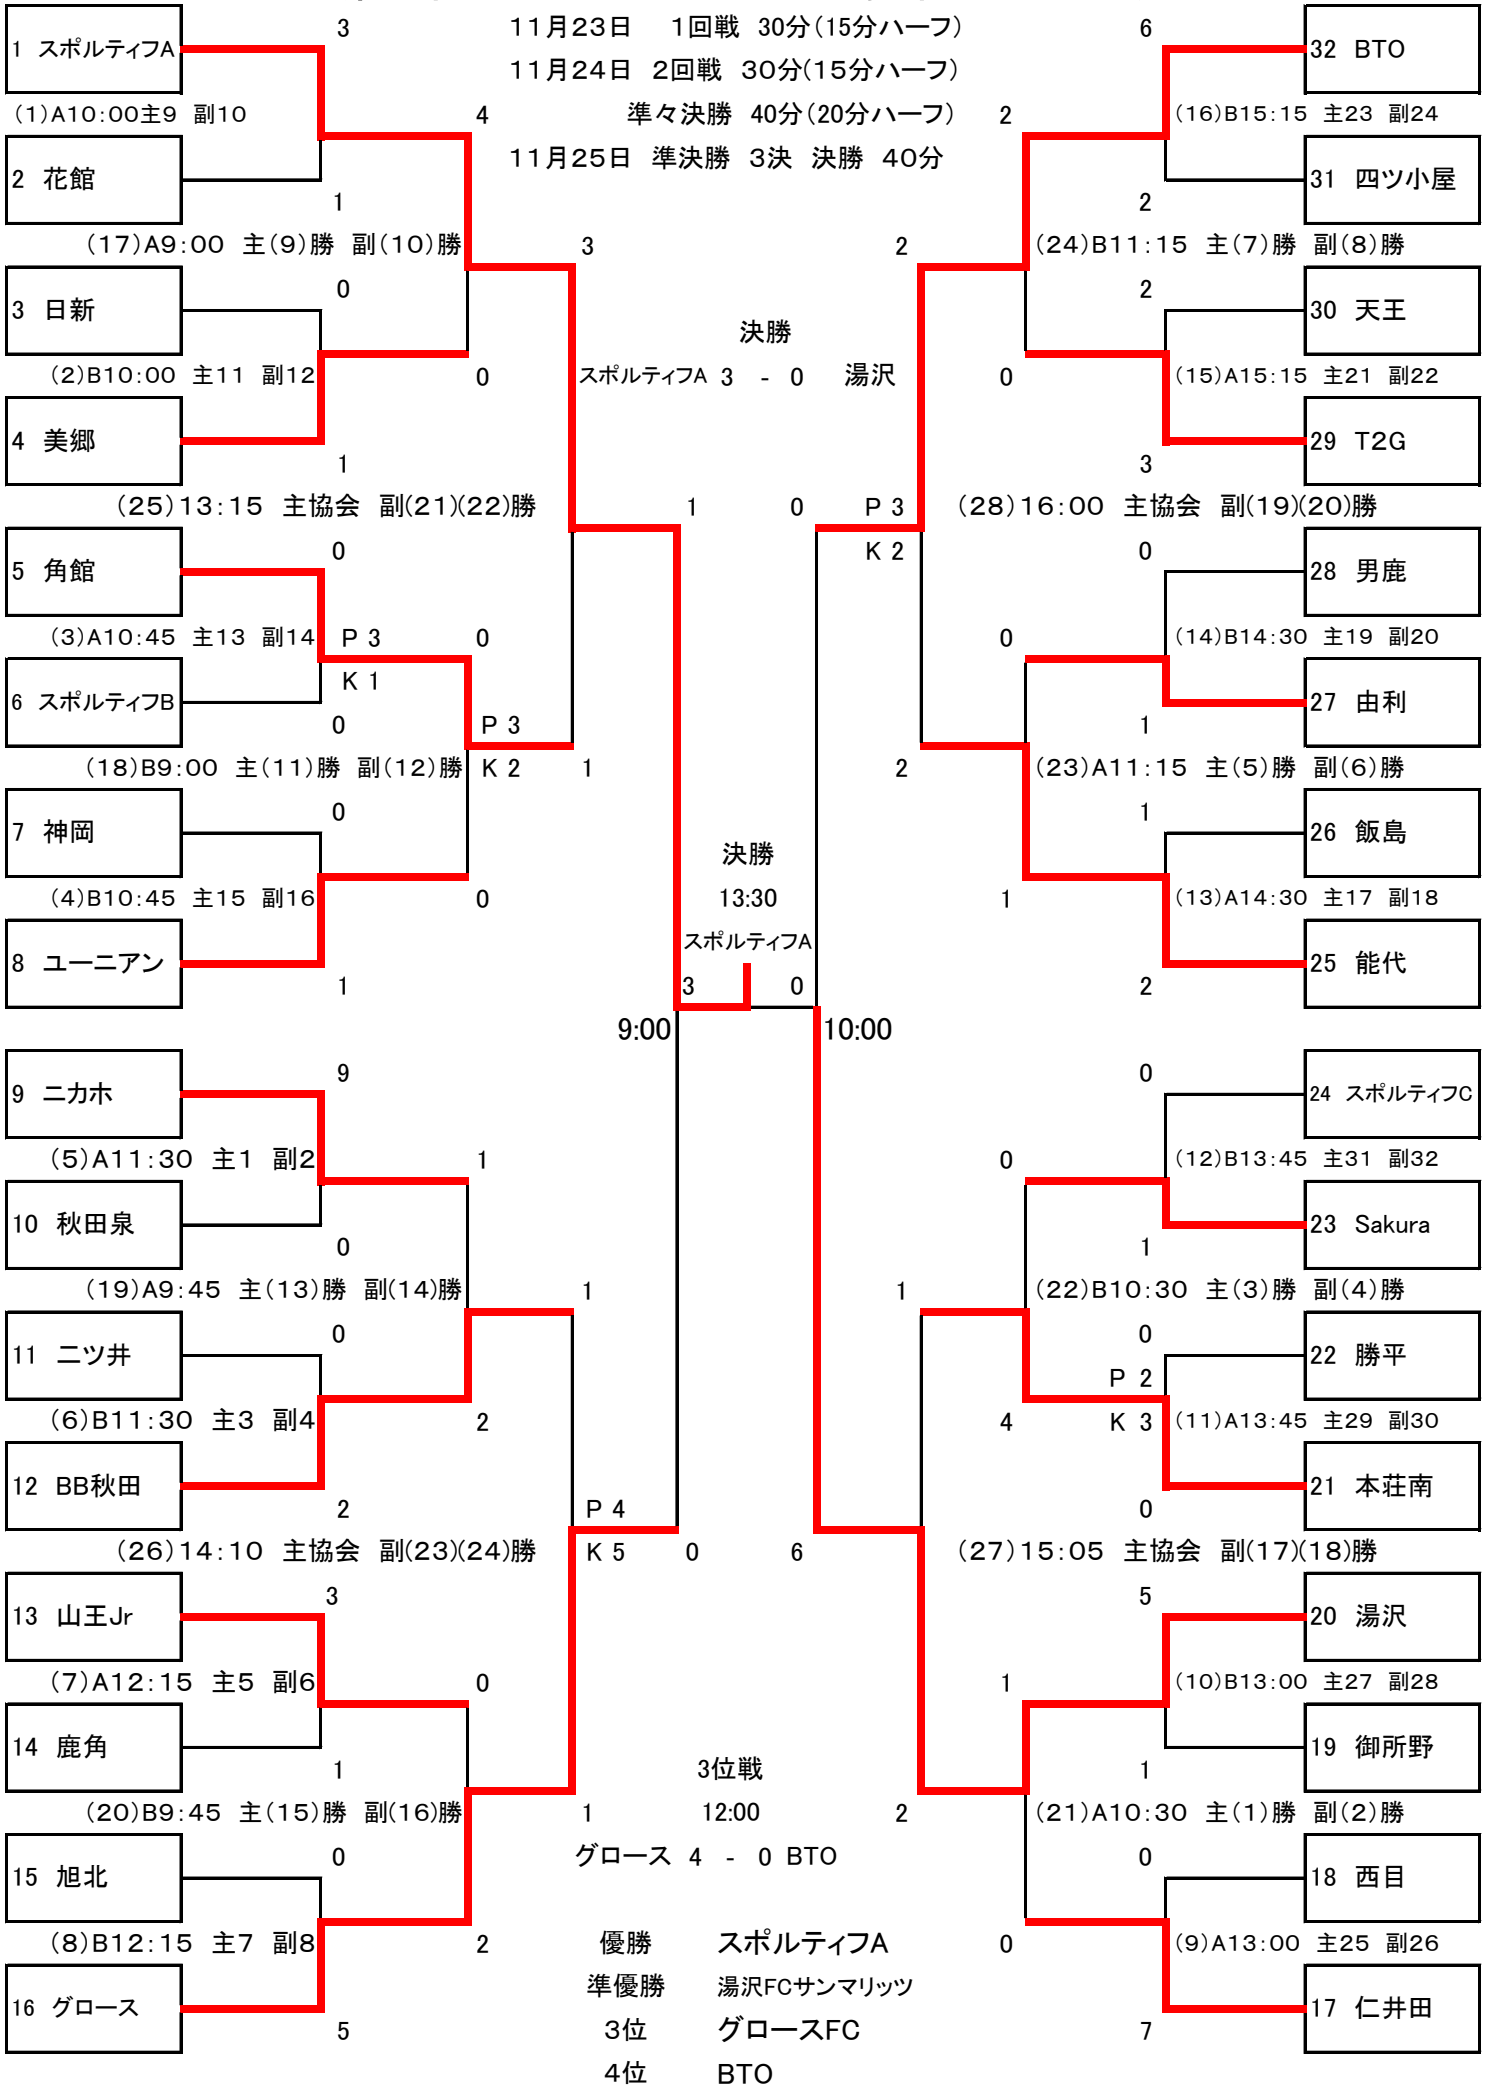 3 11月23日 1回戦 30分(15分ハーフ) 6
1 スポルティフA 32 BTO
11月24日 2回戦 30分(15分ハーフ)
(1)A10:00主9 副10 4 準々決勝 40分(20分ハーフ) 2 (16)B15:15 主23 副24
11月25日 準決勝 3決 決勝 40分
2 花館 31 四ツ小屋
1 2
(17)A9:00 主(9)勝 副(10)勝 3 2 (24)B11:15 主(7)勝 副(8)勝
0 2
3 日新 30 天王
決勝
(2)B10:00 主11 副12 0 スポルティフA 3 - 0 湯沢 0 (15)A15:15 主21 副22
4 美郷 29 T2G
1 3
(25)13:15 主協会 副(21)(22)勝 1 0 P 3 (28)16:00 主協会 副(19)(20)勝
0 K 2 0
5 角館 28 男鹿
(3)A10:45 主13 副14 P 3 0 0 (14)B14:30 主19 副20
K 1
6 スポルティフB 27 由利
0 P 3 1
(18)B9:00 主(11)勝 副(12)勝 K 2 1 2 (23)A11:15 主(5)勝 副(6)勝
0 1
7 神岡 26 飯島
決勝
(4)B10:45 主15 副16 0 13:30 1 (13)A14:30 主17 副18
スポルティフA
8 ユーニアン 25 能代
1 3 0 2
9:00 10:00
9 0
9 ニカホ 24 スポルティフC
(5)A11:30 主1 副2 1 0 (12)B13:45 主31 副32
10 秋田泉 23 Sakura
0 1
(19)A9:45 主(13)勝 副(14)勝 1 1 (22)B10:30 主(3)勝 副(4)勝
0 0
11 二ツ井 22 勝平
P 2
(6)B11:30 主3 副4 2 4 K 3 (11)A13:45 主29 副30
12 BB秋田 21 本荘南
2 P 4 0
(26)14:10 主協会 副(23)(24)勝 K 5 0 6 (27)15:05 主協会 副(17)(18)勝
3 5
13 山王Jr 20 湯沢
(7)A12:15 主5 副6 0 1 (10)B13:00 主27 副28
14 鹿角 19 御所野
1 3位戦 1
(20)B9:45 主(15)勝 副(16)勝 1 12:00 2 (21)A10:30 主(1)勝 副(2)勝
0 グロース 4 - 0 BTO 0
15 旭北 18 西目
(8)B12:15 主7 副8 2 優勝 スポルティフA 0 (9)A13:00 主25 副26
準優勝 湯沢FCサンマリッツ
16 グロース 17 仁井田
5 3位 グロースFC 7
4位 BTO